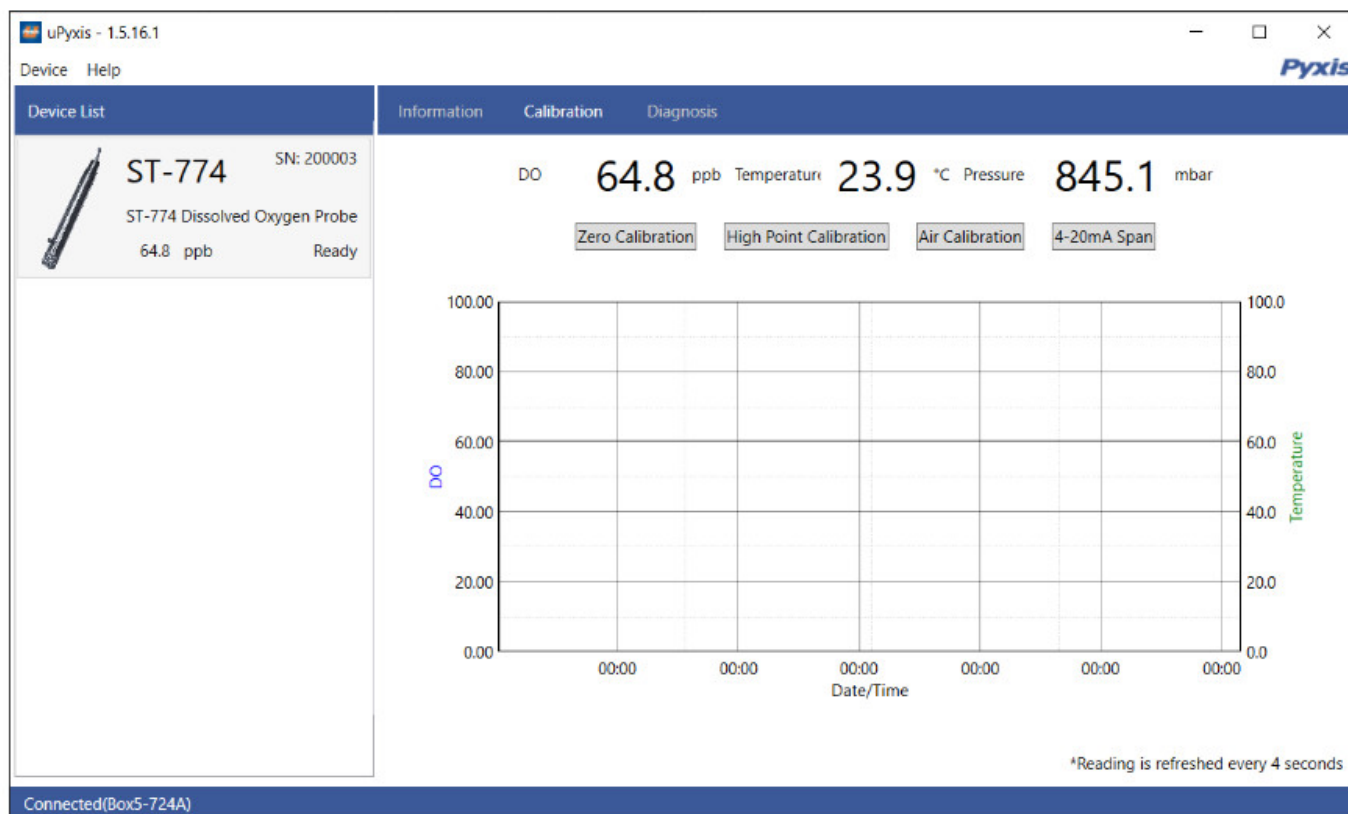 uPyxis - 1.5.16.1
Device Help
Pyxis
Device List
Information Calibration Diagnosis
ST-774 SN: 200003
ST-774 Dissolved Oxygen Probe
64.8 ppb Ready
DO 64.8 ppb Temperatur 23.9 °C Pressure 845.1 mbar
Zero Calibration High Point Calibration Air Calibration 4-20mA Span
100.00 100.0
80.00 80.0
60.00 60.0
40.00 40.0
20.00 20.0
0.00 0.0
DO
Temperature
00:00 00:00 00:00 00:00 00:00 00:00
Date/Time
*Reading is refreshed every 4 seconds
Connected(Box5-724A)